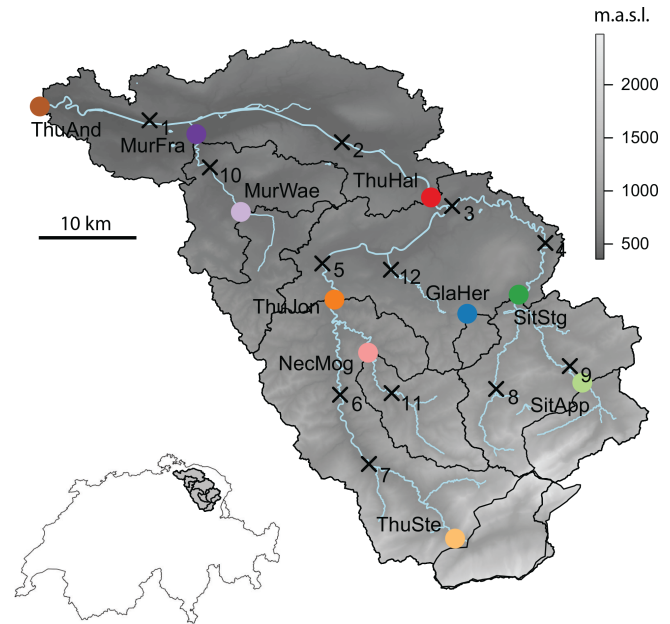 m.a.s.l.
2000
1500
1000
500
ThuAnd
1
MurFra
2
10
ThuHal
MurWae
10 km
3
4
5
12
GlaHer
ThuJon
SitStg
NecMog
9
6
11
8
SitApp
7
ThuSte